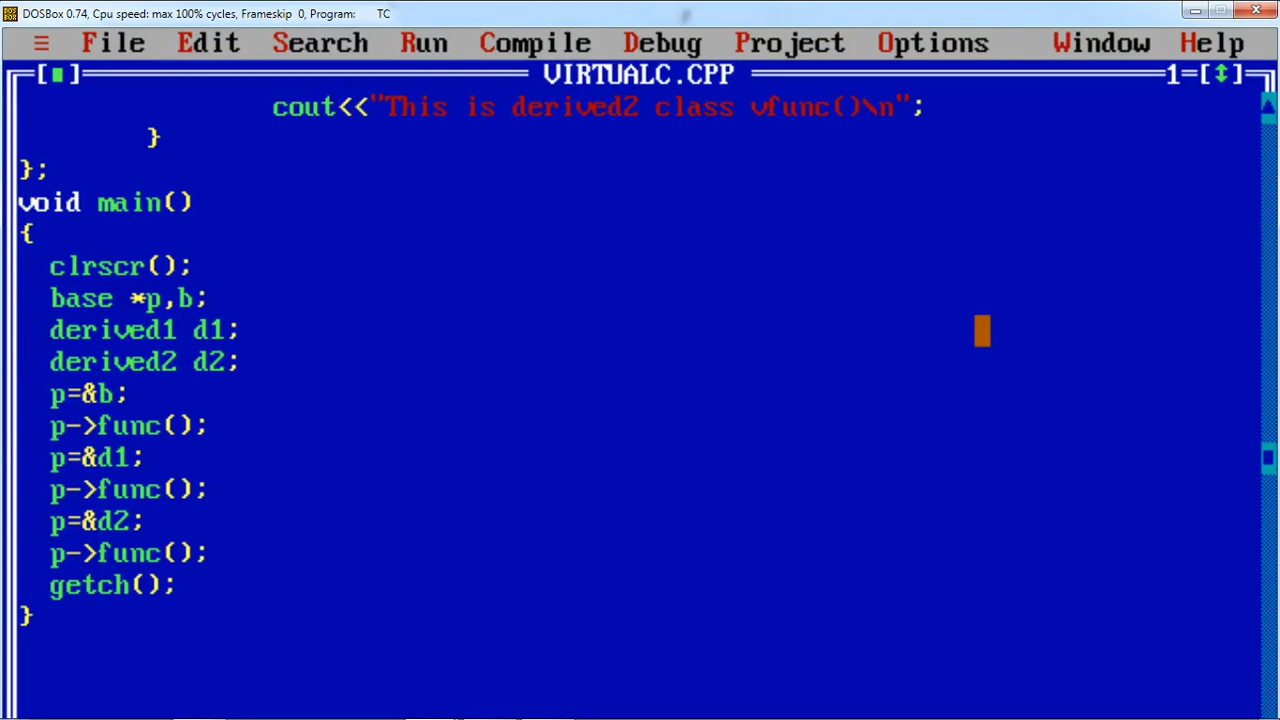 DOSBox 0.74, Cpu speed: max 100% cycles, Frameskip 0, Program: TC
≡ File Edit Search Run Compile Debug Project Options Window Help
[■] VIRTUALC.CPP 1=[↕]
cout<<"This is derived2 class vfunc()\n";
}
};
void main()
{
clrscr();
base *p,b;
derived1 d1;
derived2 d2;
p=&b;
p->func();
p=&d1;
p->func();
p=&d2;
p->func();
getch();
}